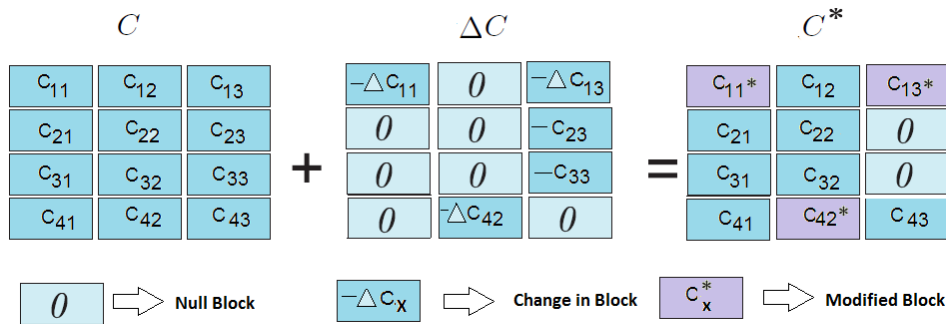 C ΔC C*
C11 C12 C13 −△C11 0 −△C13 C11* C12 C13*
C21 C22 C23 0 0 −C23 C21 C22 0
C31 C32 C33 + 0 0 −C33 = C31 C32 0
C41 C42 C43 0 −△C42 0 C41 C42* C43
0 Null Block −△Cx Change in Block C*x Modified Block